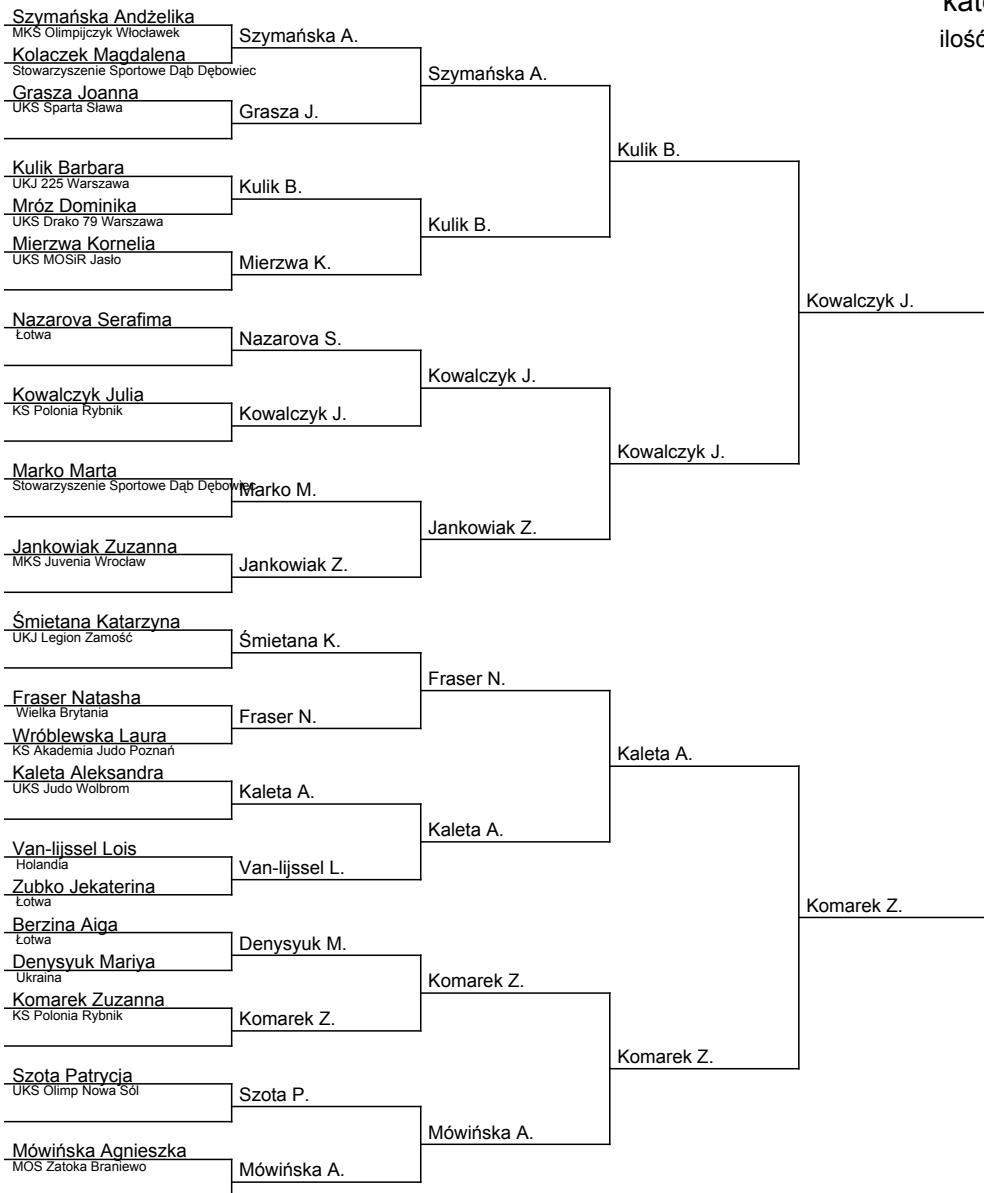 kat
ilość
Szymańska Andżelika
MKS Olimpijczyk Włocławek
Kolaczek Magdalena
Stowarzyszenie Sportowe Dąb Dębowiec
Grasza Joanna
UKS Sparta Sława
Kulik Barbara
UKJ 225 Warszawa
Mróz Dominika
UKS Drako 79 Warszawa
Mierzwa Kornelia
UKS MOSiR Jasło
Nazarova Serafima
Łotwa
Kowalczyk Julia
KS Polonia Rybnik
Marko Marta
Stowarzyszenie Sportowe Dąb Dębowiec
Jankowiak Zuzanna
MKS Juvenia Wrocław
Śmietana Katarzyna
UKJ Legion Zamość
Fraser Natasha
Wielka Brytania
Wróblewska Laura
KS Akademia Judo Poznań
Kaleta Aleksandra
UKS Judo Wolbrom
Van-lijssel Lois
Holandia
Zubko Jekaterina
Łotwa
Berzina Aiga
Łotwa
Denysyuk Mariya
Ukraina
Komarek Zuzanna
KS Polonia Rybnik
Szota Patrycja
UKS Olimp Nowa Sól
Mówińska Agnieszka
MOS Zatoka Braniewo
Szymańska A.
Grasza J.
Kulik B.
Mierzwa K.
Nazarova S.
Kowalczyk J.
Marko M.
Jankowiak Z.
Śmietana K.
Fraser N.
Kaleta A.
Van-lijssel L.
Denysyuk M.
Komarek Z.
Szota P.
Mówińska A.
Szymańska A.
Kulik B.
Kowalczyk J.
Jankowiak Z.
Fraser N.
Kaleta A.
Komarek Z.
Mówińska A.
Kulik B.
Kowalczyk J.
Kaleta A.
Komarek Z.
Kowalczyk J.
Komarek Z.